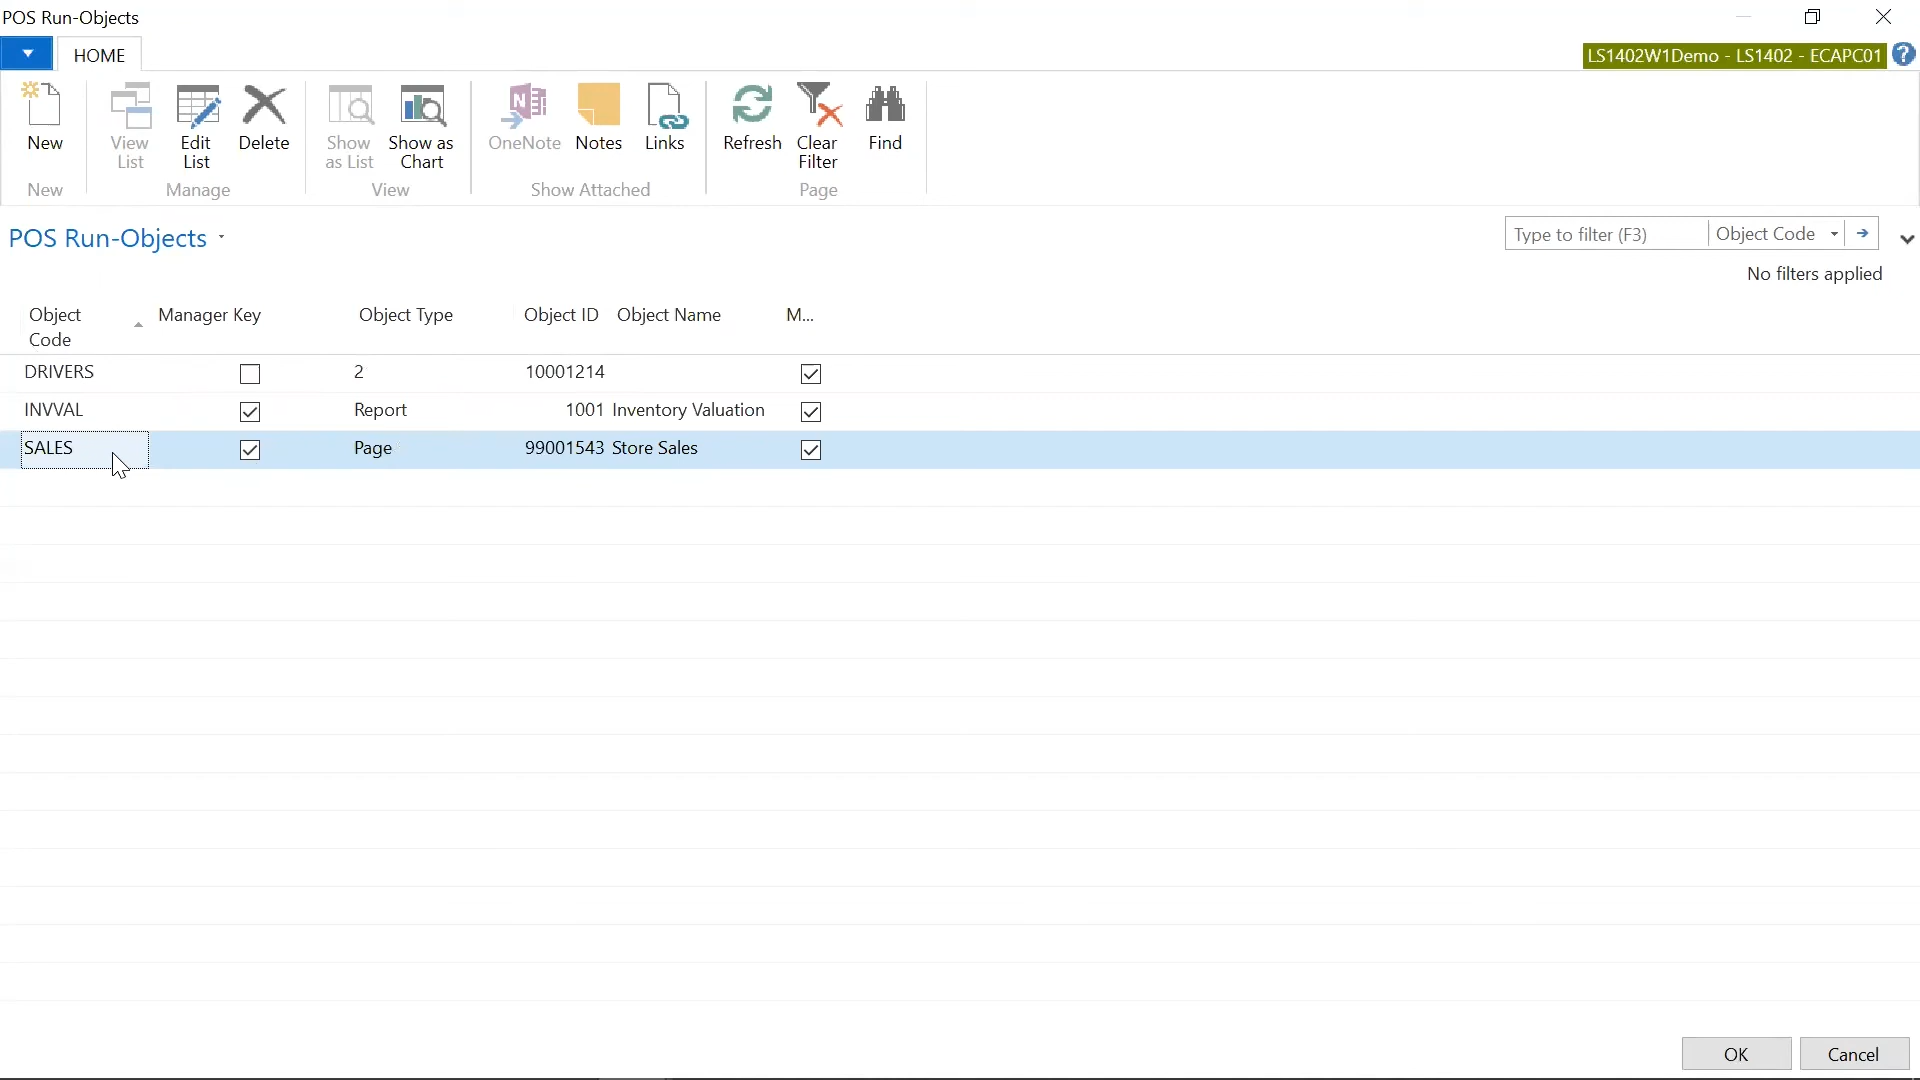 POS Run-Objects
HOME
LS1402W1Demo - LS1402 - ECAPC01
?
New
View List
Edit List
Delete
Show as List
Show as Chart
OneNote
Notes
Links
Refresh
Clear Filter
Find
New
Manage
View
Show Attached
Page
POS Run-Objects
Type to filter (F3)
Object Code
No filters applied
Object Code
Manager Key
Object Type
Object ID
Object Name
M...
DRIVERS 2 10001214
INVVAL Report 1001 Inventory Valuation
SALES Page 99001543 Store Sales
OK
Cancel